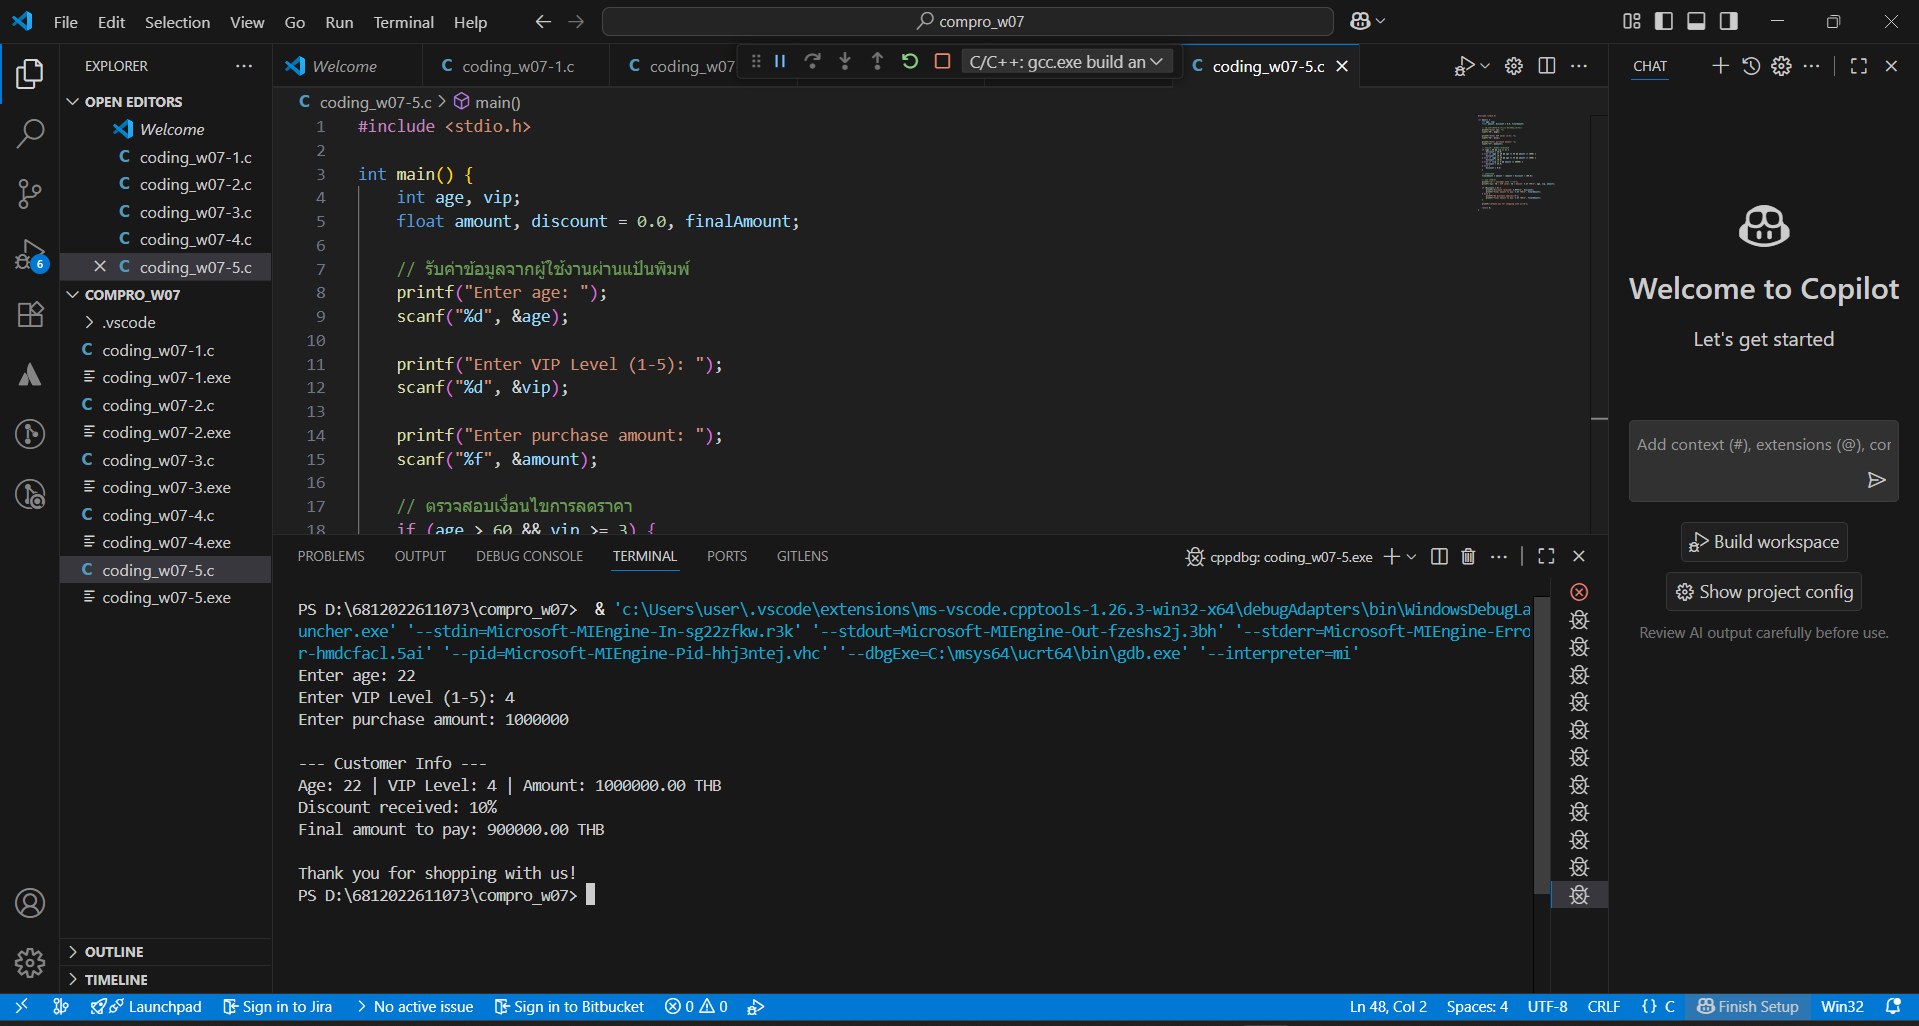 File Edit Selection View Go Run Terminal Help
compro_w07
EXPLORER
OPEN EDITORS
Welcome
coding_w07-1.c
coding_w07-2.c
coding_w07-3.c
coding_w07-4.c
coding_w07-5.c
COMPRO_W07
.vscode
coding_w07-1.c
coding_w07-1.exe
coding_w07-2.c
coding_w07-2.exe
coding_w07-3.c
coding_w07-3.exe
coding_w07-4.c
coding_w07-4.exe
coding_w07-5.c
coding_w07-5.exe
OUTLINE
TIMELINE
6
Welcome C coding_w07-1.c C coding_w07 C/C++: gcc.exe build an C coding_w07-5.c
C coding_w07-5.c > main()
1 #include <stdio.h>
2
3 int main() {
4 int age, vip;
5 float amount, discount = 0.0, finalAmount;
6
7 // รับค่าข้อมูลจากผู้ใช้งานผ่านแป้นพิมพ์
8 printf("Enter age: ");
9 scanf("%d", &age);
10
11 printf("Enter VIP Level (1-5): ");
12 scanf("%d", &vip);
13
14 printf("Enter purchase amount: ");
15 scanf("%f", &amount);
16
17 // ตรวจสอบเงื่อนไขการลดราคา
18 if (age > 60 && vip >= 3) {
PROBLEMS OUTPUT DEBUG CONSOLE TERMINAL PORTS GITLENS
cppdbg: coding_w07-5.exe
PS D:\6812022611073\compro_w07> & 'c:\Users\user\.vscode\extensions\ms-vscode.cpptools-1.26.3-win32-x64\debugAdapters\bin\WindowsDebugLa
uncher.exe' '--stdin=Microsoft-MIEngine-In-sg22zfkw.r3k' '--stdout=Microsoft-MIEngine-Out-fzeshs2j.3bh' '--stderr=Microsoft-MIEngine-Erro
r-hmdcfacl.5ai' '--pid=Microsoft-MIEngine-Pid-hhj3ntej.vhc' '--dbgExe=C:\msys64\ucrt64\bin\gdb.exe' '--interpreter=mi'
Enter age: 22
Enter VIP Level (1-5): 4
Enter purchase amount: 1000000
--- Customer Info ---
Age: 22 | VIP Level: 4 | Amount: 1000000.00 THB
Discount received: 10%
Final amount to pay: 900000.00 THB
Thank you for shopping with us!
PS D:\6812022611073\compro_w07>
CHAT
Welcome to Copilot
Let's get started
Add context (#), extensions (@), cor
Build workspace
Show project config
Review AI output carefully before use.
Launchpad Sign in to Jira No active issue Sign in to Bitbucket 0 0
Ln 48, Col 2 Spaces: 4 UTF-8 CRLF {} C Finish Setup Win32